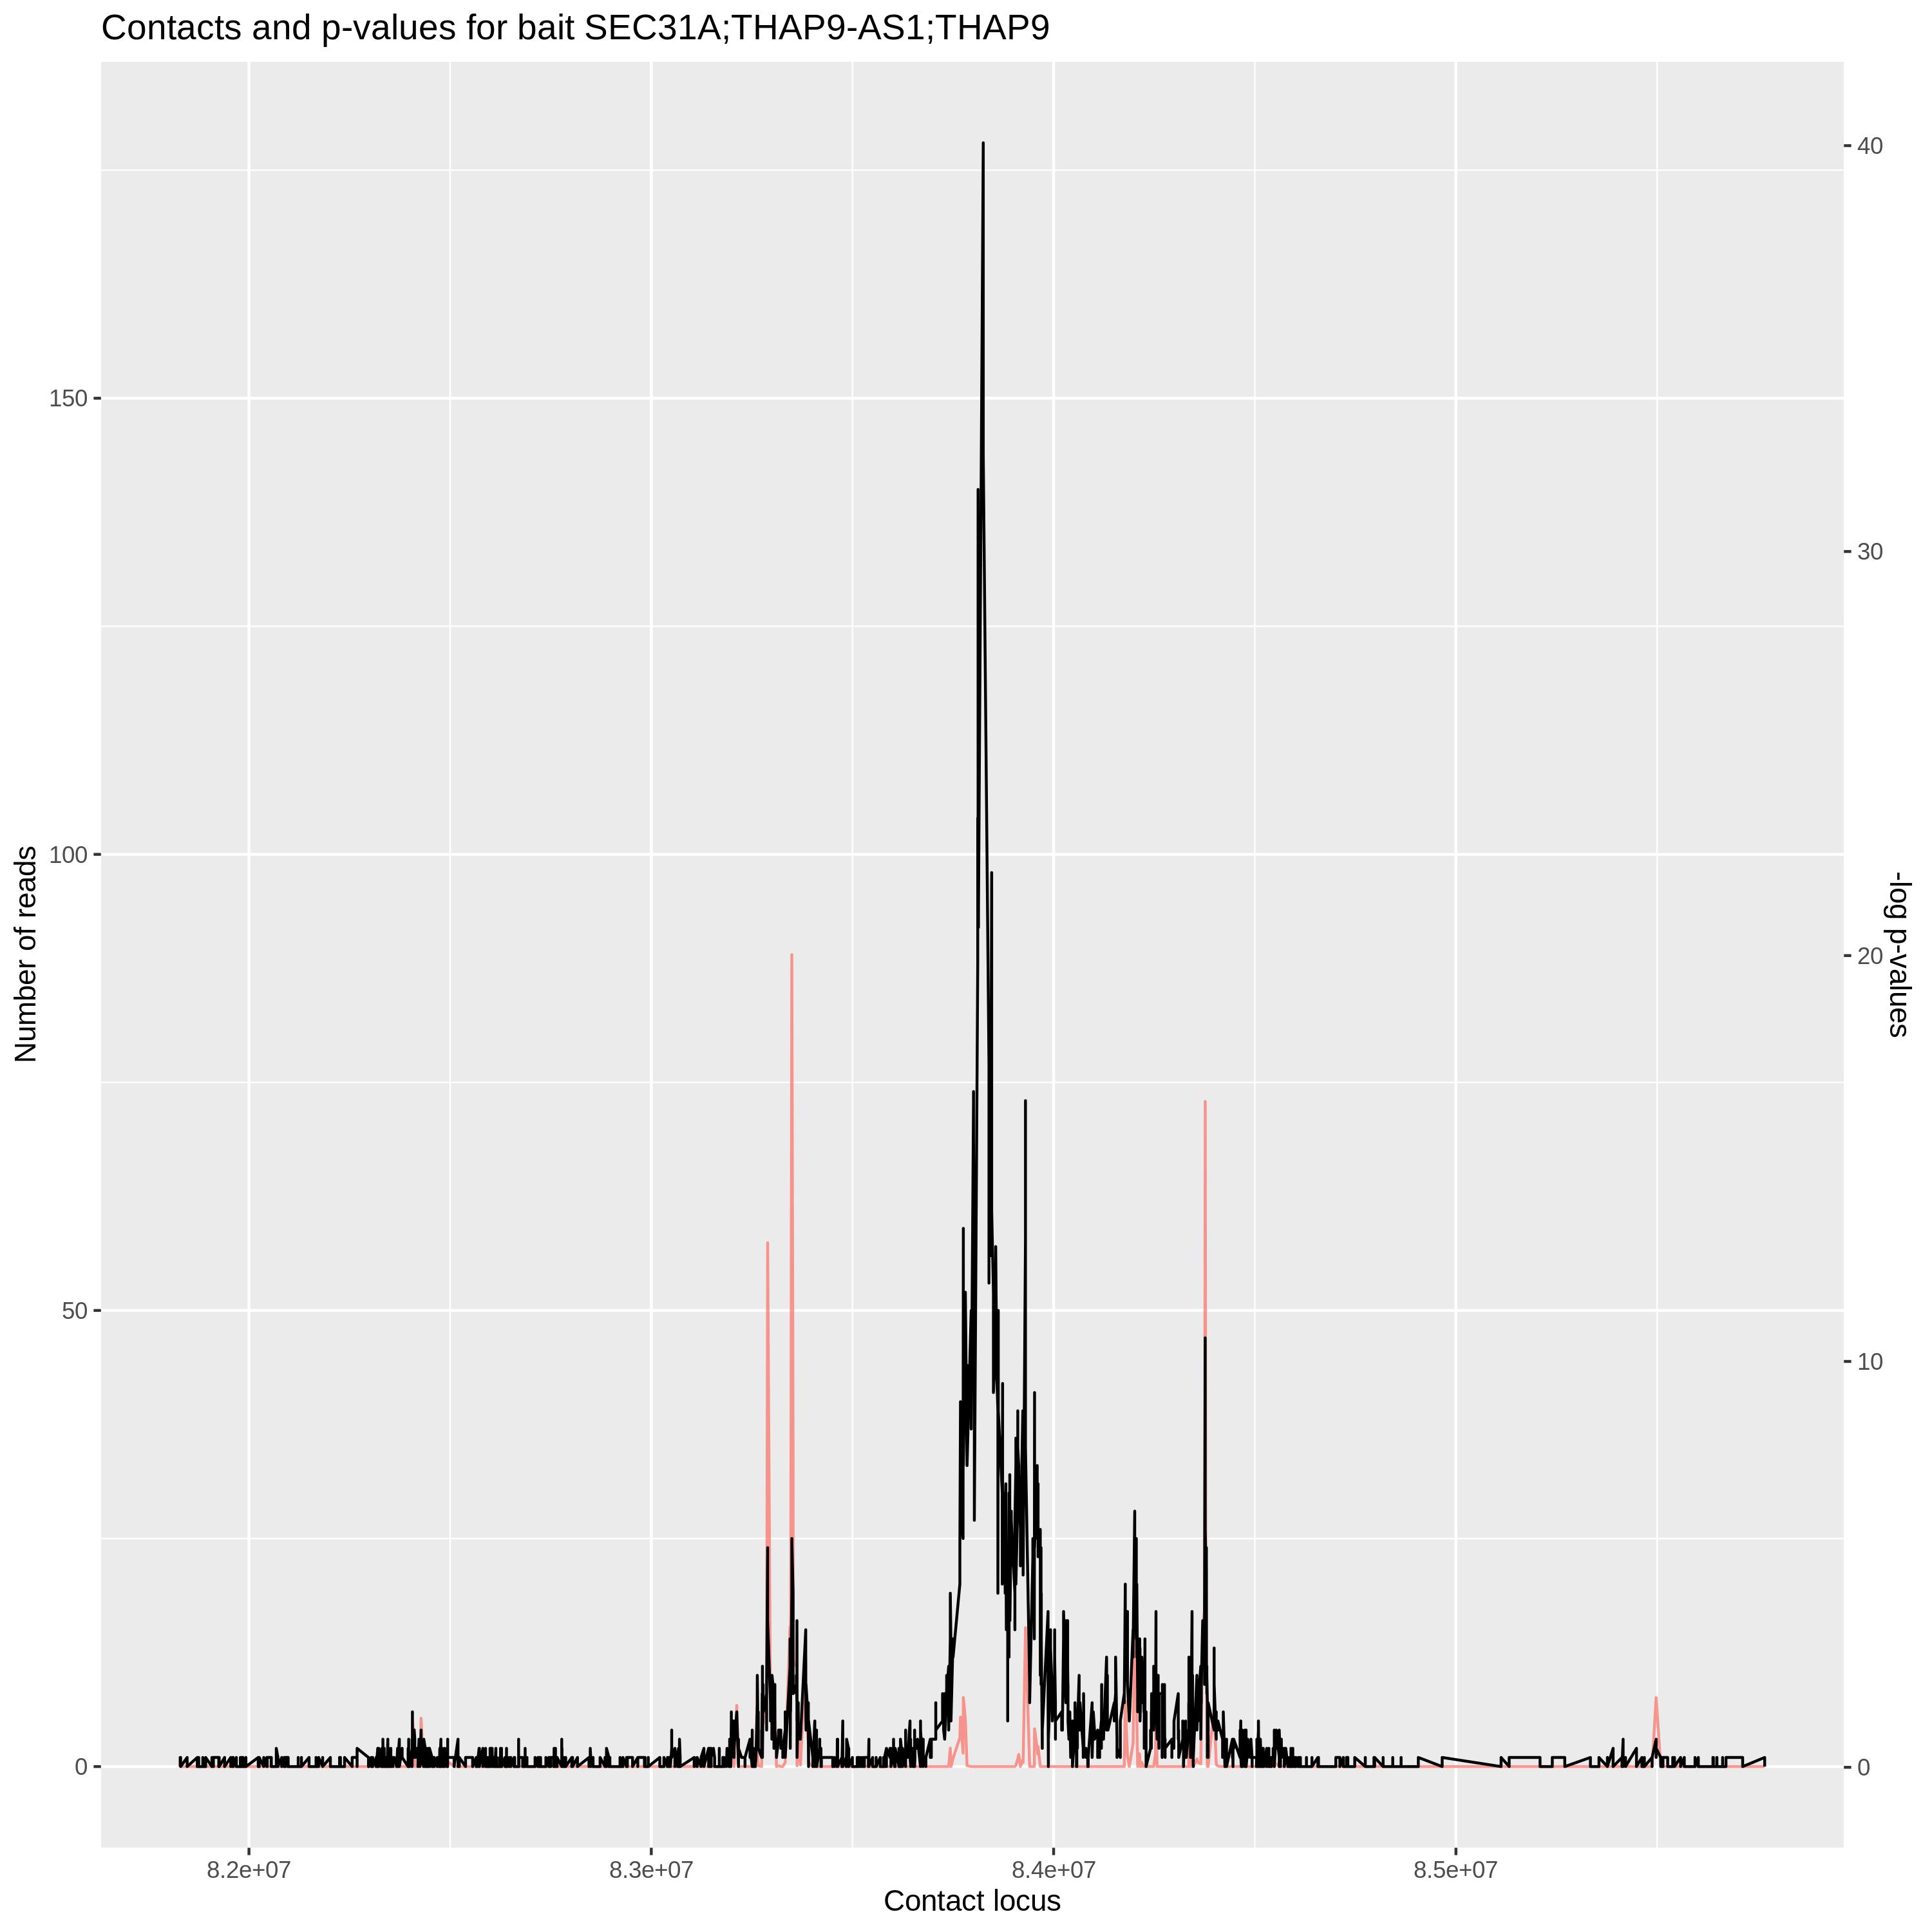 Contacts and p-values for bait SEC31A;THAP9-AS1;THAP9
40
150
30
100
20
50
10
0
0
Number of reads
-log p-values
8.2e+07
8.3e+07
8.4e+07
8.5e+07
Contact locus